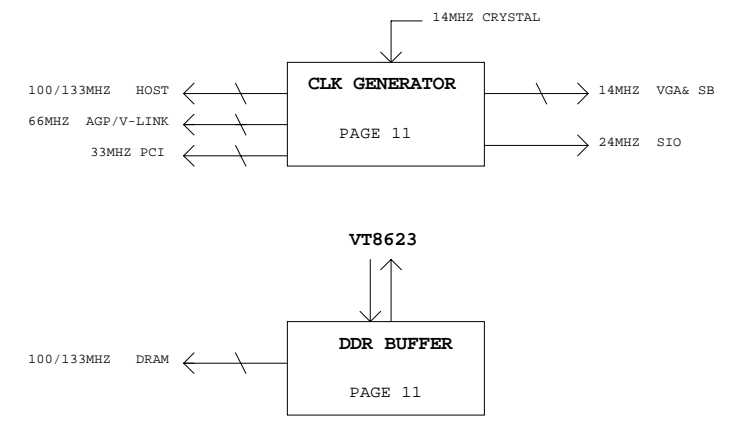 14MHZ CRYSTAL
CLK GENERATOR
PAGE 11
100/133MHZ HOST
66MHZ AGP/V-LINK
33MHZ PCI
14MHZ VGA& SB
24MHZ SIO
VT8623
DDR BUFFER
PAGE 11
100/133MHZ DRAM